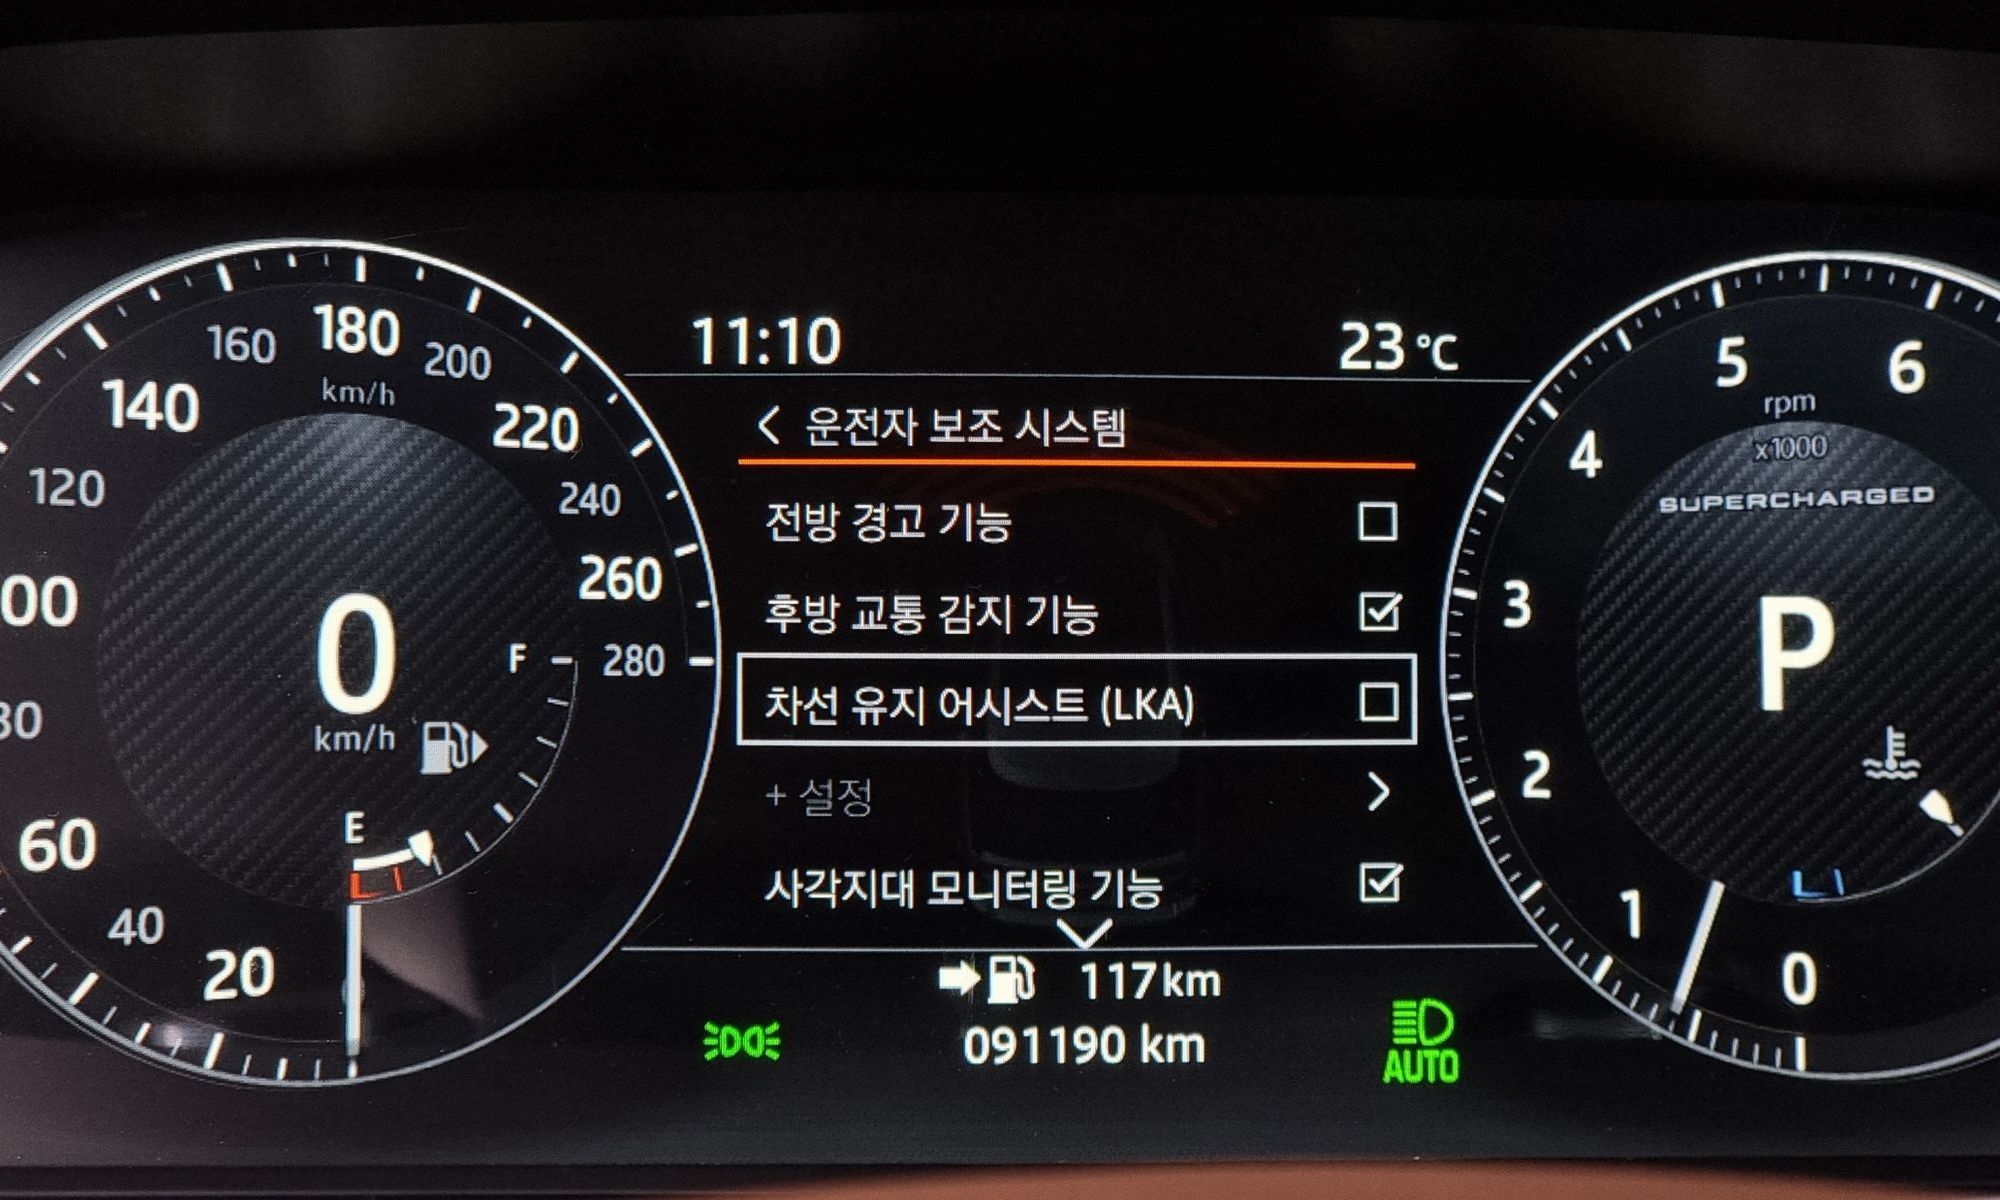 11:10
23 °C
운전자 보조 시스템
전방 경고 기능
후방 교통 감지 기능
차선 유지 어시스트 (LKA)
+ 설정
사각지대 모니터링 기능
117km
091190 km
AUTO
20
40
60
120
140
160
180
200
220
240
260
280
km/h
0
km/h
F
E
0
1
2
3
4
5
6
rpm
x1000
SUPERCHARGED
P